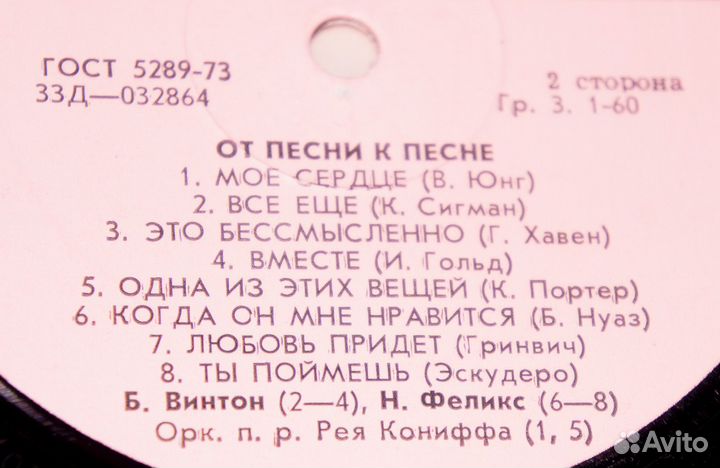 ГОСТ 5289-73
33Д—032864
2 сторона
Гр. 3. 1-60
ОТ ПЕСНИ К ПЕСНЕ
1. МОЕ СЕРДЦЕ (В. Юнг)
2. ВСЕ ЕЩЕ (К. Сигман)
3. ЭТО БЕССМЫСЛЕННО (Г. Хавен)
4. ВМЕСТЕ (И. Гольд)
5. ОДНА ИЗ ЭТИХ ВЕЩЕЙ (К. Портер)
6. КОГДА ОН МНЕ НРАВИТСЯ (Б. Нуаз)
7. ЛЮБОВЬ ПРИДЕТ (Гринвич)
8. ТЫ ПОЙМЕШЬ (Эскудеро)
Б. Винтон (2—4), Н. Феликс (6—8)
Орк. п. р. Рея Кониффа (1, 5)
Avito